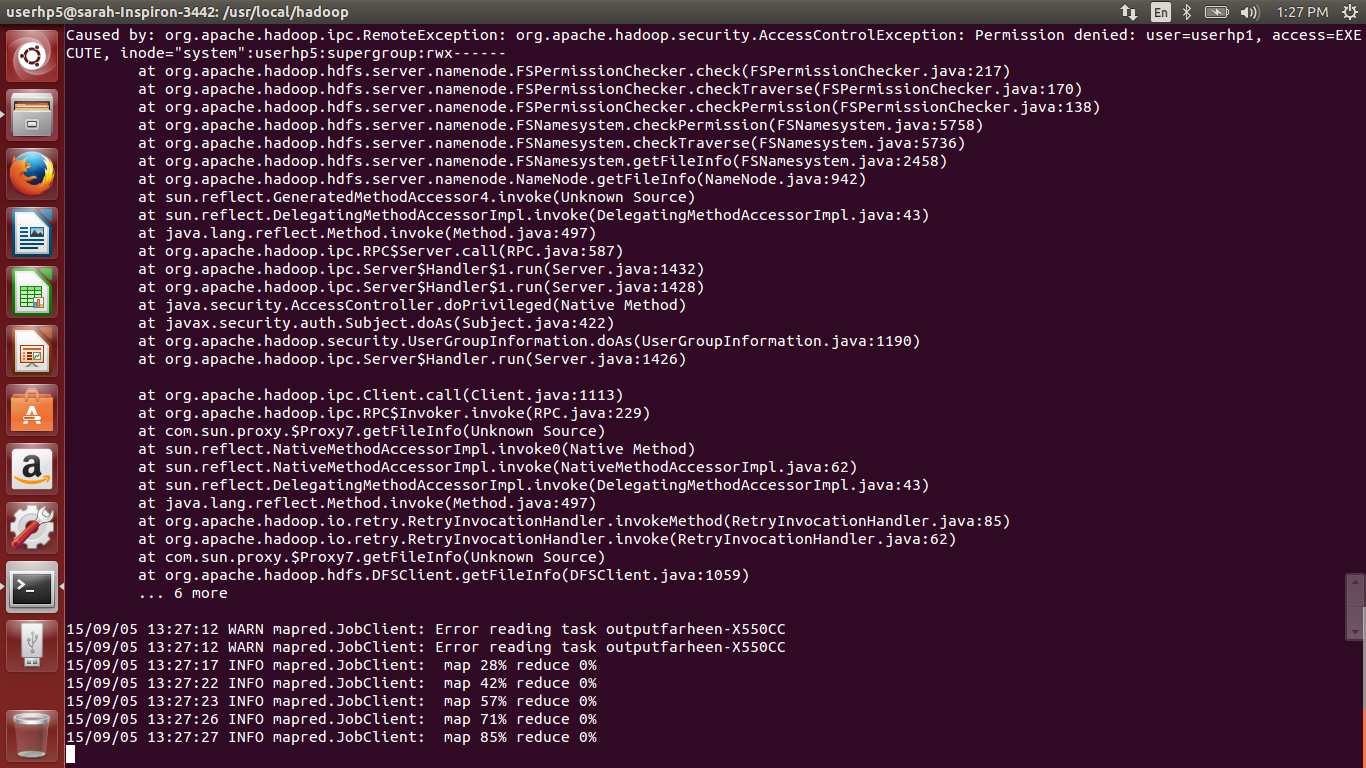 userhp5@sarah-Inspiron-3442: /usr/local/hadoop
En
1:27 PM
Caused by: org.apache.hadoop.ipc.RemoteException: org.apache.hadoop.security.AccessControlException: Permission denied: user=userhp1, access=EXE
CUTE, inode="system":userhp5:supergroup:rwx------
at org.apache.hadoop.hdfs.server.namenode.FSPermissionChecker.check(FSPermissionChecker.java:217)
at org.apache.hadoop.hdfs.server.namenode.FSPermissionChecker.checkTraverse(FSPermissionChecker.java:170)
at org.apache.hadoop.hdfs.server.namenode.FSPermissionChecker.checkPermission(FSPermissionChecker.java:138)
at org.apache.hadoop.hdfs.server.namenode.FSNamesystem.checkPermission(FSNamesystem.java:5758)
at org.apache.hadoop.hdfs.server.namenode.FSNamesystem.checkTraverse(FSNamesystem.java:5736)
at org.apache.hadoop.hdfs.server.namenode.FSNamesystem.getFileInfo(FSNamesystem.java:2458)
at org.apache.hadoop.hdfs.server.namenode.NameNode.getFileInfo(NameNode.java:942)
at sun.reflect.GeneratedMethodAccessor4.invoke(Unknown Source)
at sun.reflect.DelegatingMethodAccessorImpl.invoke(DelegatingMethodAccessorImpl.java:43)
at java.lang.reflect.Method.invoke(Method.java:497)
at org.apache.hadoop.ipc.RPC$Server.call(RPC.java:587)
at org.apache.hadoop.ipc.Server$Handler$1.run(Server.java:1432)
at org.apache.hadoop.ipc.Server$Handler$1.run(Server.java:1428)
at java.security.AccessController.doPrivileged(Native Method)
at javax.security.auth.Subject.doAs(Subject.java:422)
at org.apache.hadoop.security.UserGroupInformation.doAs(UserGroupInformation.java:1190)
at org.apache.hadoop.ipc.Server$Handler.run(Server.java:1426)
at org.apache.hadoop.ipc.Client.call(Client.java:1113)
at org.apache.hadoop.ipc.RPC$Invoker.invoke(RPC.java:229)
at com.sun.proxy.$Proxy7.getFileInfo(Unknown Source)
at sun.reflect.NativeMethodAccessorImpl.invoke0(Native Method)
at sun.reflect.NativeMethodAccessorImpl.invoke(NativeMethodAccessorImpl.java:62)
at sun.reflect.DelegatingMethodAccessorImpl.invoke(DelegatingMethodAccessorImpl.java:43)
at java.lang.reflect.Method.invoke(Method.java:497)
at org.apache.hadoop.io.retry.RetryInvocationHandler.invokeMethod(RetryInvocationHandler.java:85)
at org.apache.hadoop.io.retry.RetryInvocationHandler.invoke(RetryInvocationHandler.java:62)
at com.sun.proxy.$Proxy7.getFileInfo(Unknown Source)
at org.apache.hadoop.hdfs.DFSClient.getFileInfo(DFSClient.java:1059)
... 6 more
15/09/05 13:27:12 WARN mapred.JobClient: Error reading task outputfarheen-X550CC
15/09/05 13:27:12 WARN mapred.JobClient: Error reading task outputfarheen-X550CC
15/09/05 13:27:17 INFO mapred.JobClient:  map 28% reduce 0%
15/09/05 13:27:22 INFO mapred.JobClient:  map 42% reduce 0%
15/09/05 13:27:23 INFO mapred.JobClient:  map 57% reduce 0%
15/09/05 13:27:26 INFO mapred.JobClient:  map 71% reduce 0%
15/09/05 13:27:27 INFO mapred.JobClient:  map 85% reduce 0%